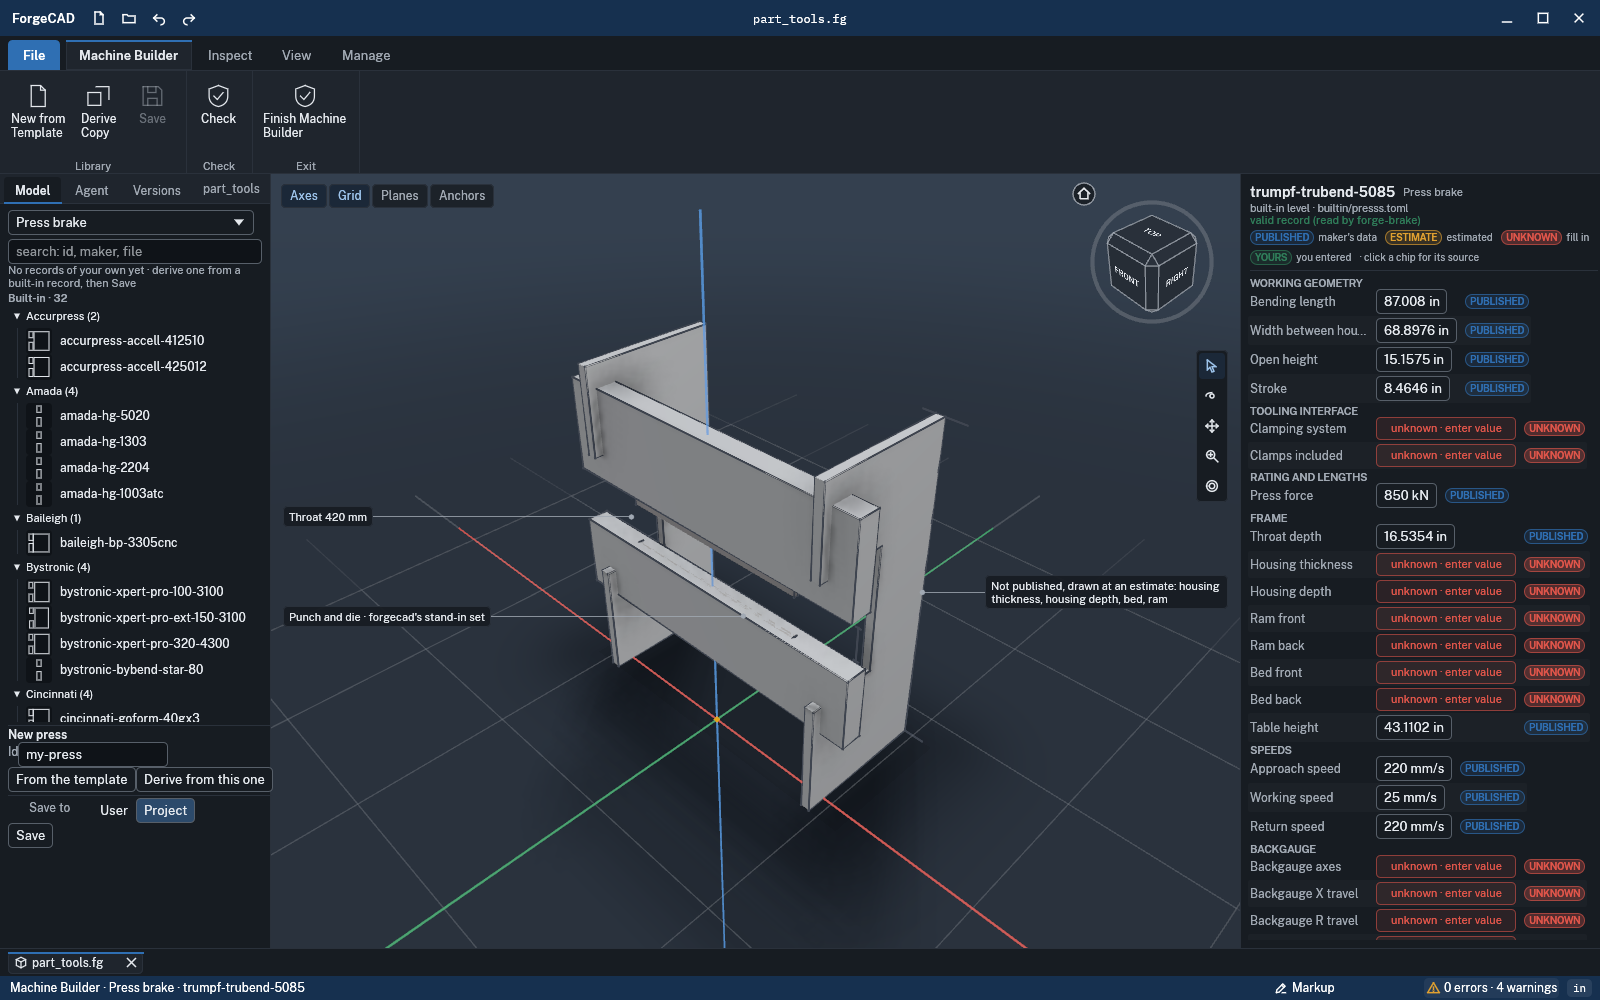 ForgeCAD
part_tools.fg
File
Machine Builder
Inspect
View
Manage
New from
Template
Derive
Copy
Save
Check
Finish Machine
Builder
Library
Check
Exit
Model
Agent
Versions
part_tools
Press brake
search: id, maker, file
No records of your own yet · derive one from a
built-in record, then Save
Built-in · 32
Accurpress (2)
accurpress-accell-412510
accurpress-accell-425012
Amada (4)
amada-hg-5020
amada-hg-1303
amada-hg-2204
amada-hg-1003atc
Baileigh (1)
baileigh-bp-3305cnc
Bystronic (4)
bystronic-xpert-pro-100-3100
bystronic-xpert-pro-ext-150-3100
bystronic-xpert-pro-320-4300
bystronic-bybend-star-80
Cincinnati (4)
cincinnati-goform-40gx3
New press
Id
my-press
From the template
Derive from this one
Save to
User
Project
Save
Axes
Grid
Planes
Anchors
TOP
FRONT
RIGHT
Throat 420 mm
Punch and die · forgecad's stand-in set
Not published, drawn at an estimate: housing
thickness, housing depth, bed, ram
trumpf-trubend-5085 Press brake
built-in level · builtin/presss.toml
valid record (read by forge-brake)
PUBLISHED maker's data ESTIMATE estimated UNKNOWN fill in
YOURS you entered · click a chip for its source
WORKING GEOMETRY
Bending length 87.008 in PUBLISHED
Width between hou... 68.8976 in PUBLISHED
Open height 15.1575 in PUBLISHED
Stroke 8.4646 in PUBLISHED
TOOLING INTERFACE
Clamping system unknown · enter value UNKNOWN
Clamps included unknown · enter value UNKNOWN
RATING AND LENGTHS
Press force 850 kN PUBLISHED
FRAME
Throat depth 16.5354 in PUBLISHED
Housing thickness unknown · enter value UNKNOWN
Housing depth unknown · enter value UNKNOWN
Ram front unknown · enter value UNKNOWN
Ram back unknown · enter value UNKNOWN
Bed front unknown · enter value UNKNOWN
Bed back unknown · enter value UNKNOWN
Table height 43.1102 in PUBLISHED
SPEEDS
Approach speed 220 mm/s PUBLISHED
Working speed 25 mm/s PUBLISHED
Return speed 220 mm/s PUBLISHED
BACKGAUGE
Backgauge axes unknown · enter value UNKNOWN
Backgauge X travel unknown · enter value UNKNOWN
Backgauge R travel unknown · enter value UNKNOWN
part_tools.fg
Machine Builder · Press brake · trumpf-trubend-5085
Markup
0 errors · 4 warnings
in